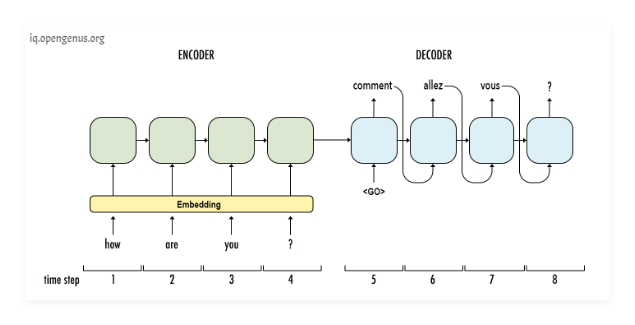 iq.opengenus.org
ENCODER DECODER
comment allez vous ?
<GO>
Embedding
how are you ?
time step 1 2 3 4 5 6 7 8